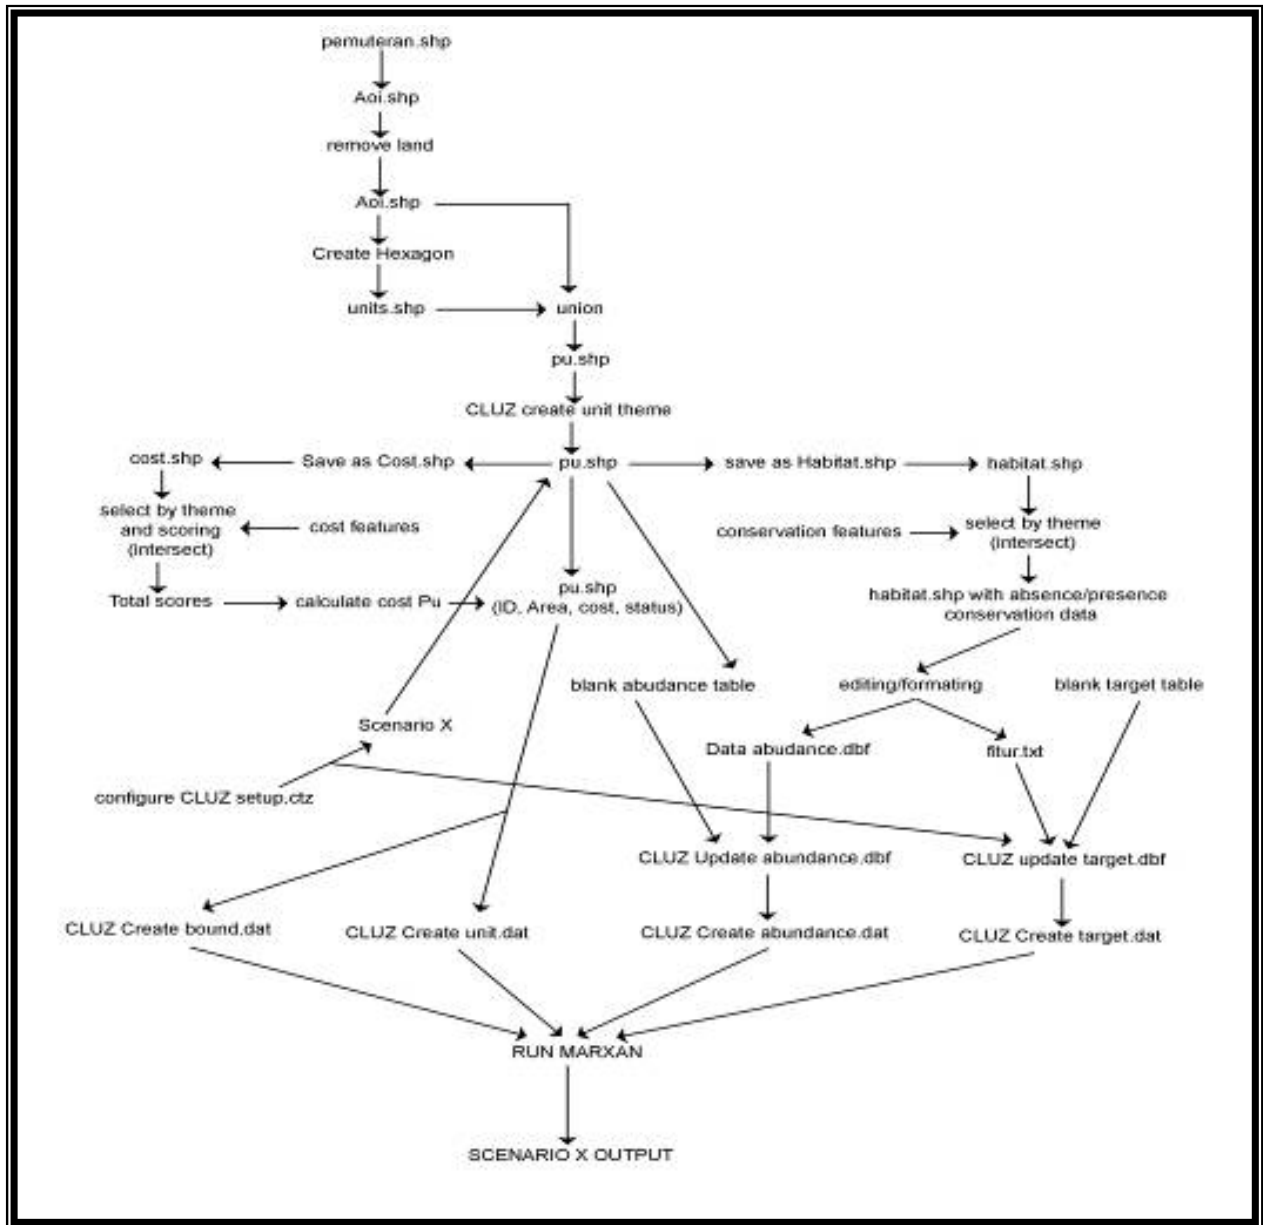 pemuteran.shp
Aoi.shp
remove land
Aoi.shp
Create Hexagon
units.shp
union
pu.shp
CLUZ create unit theme
cost.shp
Save as Cost.shp
pu.shp
save as Habitat.shp
habitat.shp
select by theme
and scoring
(intersect)
cost features
conservation features
select by theme
(intersect)
Total scores
calculate cost Pu
pu.shp
(ID, Area, cost, status)
habitat.shp with absence/presence
conservation data
blank abudance table
editing/formating
blank target table
Scenario X
Data abudance.dbf
fitur.txt
configure CLUZ setup.ctz
CLUZ Update abundance.dbf
CLUZ update target.dbf
CLUZ Create bound.dat
CLUZ Create unit.dat
CLUZ Create abundance.dat
CLUZ Create target.dat
RUN MARXAN
SCENARIO X OUTPUT